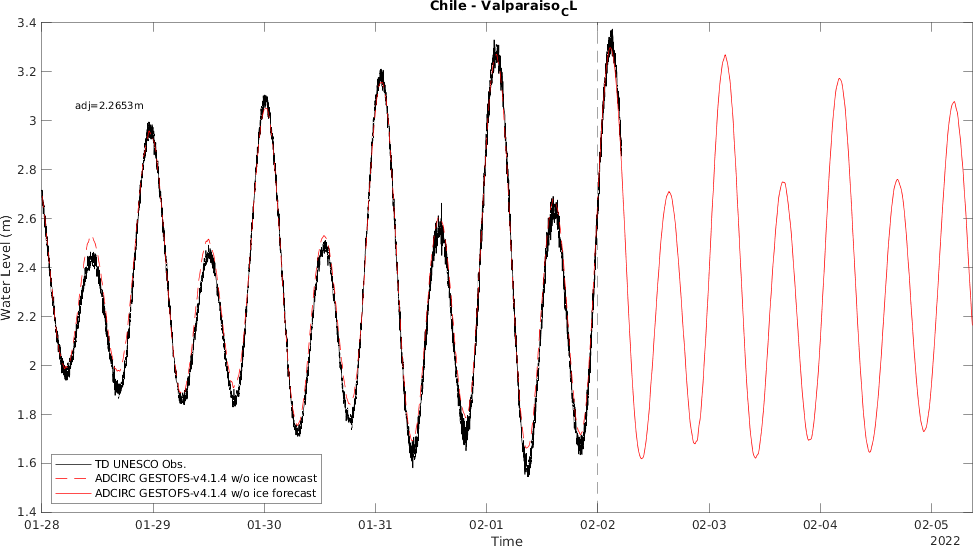 Chile - Valparaiso_CL
3.4
3.2
adj=2.2653m
3
2.8
2.6
2.4
2.2
2
1.8
1.6
1.4
Water Level (m)
TD UNESCO Obs.
ADCIRC GESTOFS-v4.1.4 w/o ice nowcast
ADCIRC GESTOFS-v4.1.4 w/o ice forecast
01-28 01-29 01-30 01-31 02-01 02-02 02-03 02-04 02-05
Time 2022